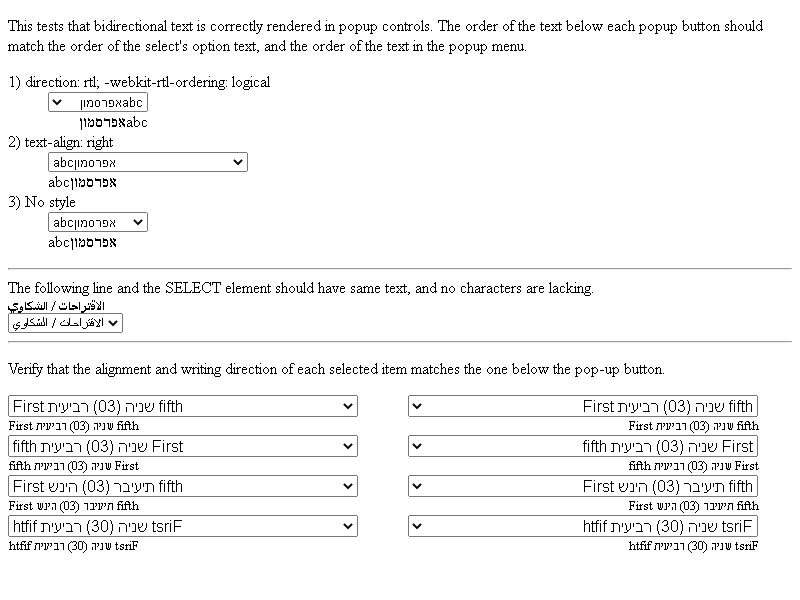 This tests that bidirectional text is correctly rendered in popup controls. The order of the text below each popup button should
match the order of the select's option text, and the order of the text in the popup menu.
1) direction: rtl; -webkit-rtl-ordering: logical
abcאפרסמון
abcאפרסמון
2) text-align: right
abcאפרסמון
abcאפרסמון
3) No style
abcאפרסמון
abcאפרסמון
The following line and the SELECT element should have same text, and no characters are lacking.
الاقتراحات / الشكاوي
الاقتراحات / الشكاوي
Verify that the alignment and writing direction of each selected item matches the one below the pop-up button.
First שניה (03) רביעית fifth
First שניה (03) רביעית fifth
First שניה (03) רביעית fifth
First שניה (03) רביעית fifth
First שניה (03) רביעית fifth
First שניה (03) רביעית fifth
First שניה (03) רביעית fifth
First שניה (03) רביעית fifth
First הינש (03) תיעיבר fifth
First הינש (03) תיעיבר fifth
First הינש (03) תיעיבר fifth
First הינש (03) תיעיבר fifth
tsriF שניה (30) רביעית htfif
tsriF שניה (30) רביעית htfif
tsriF שניה (30) רביעית htfif
tsriF שניה (30) רביעית htfif